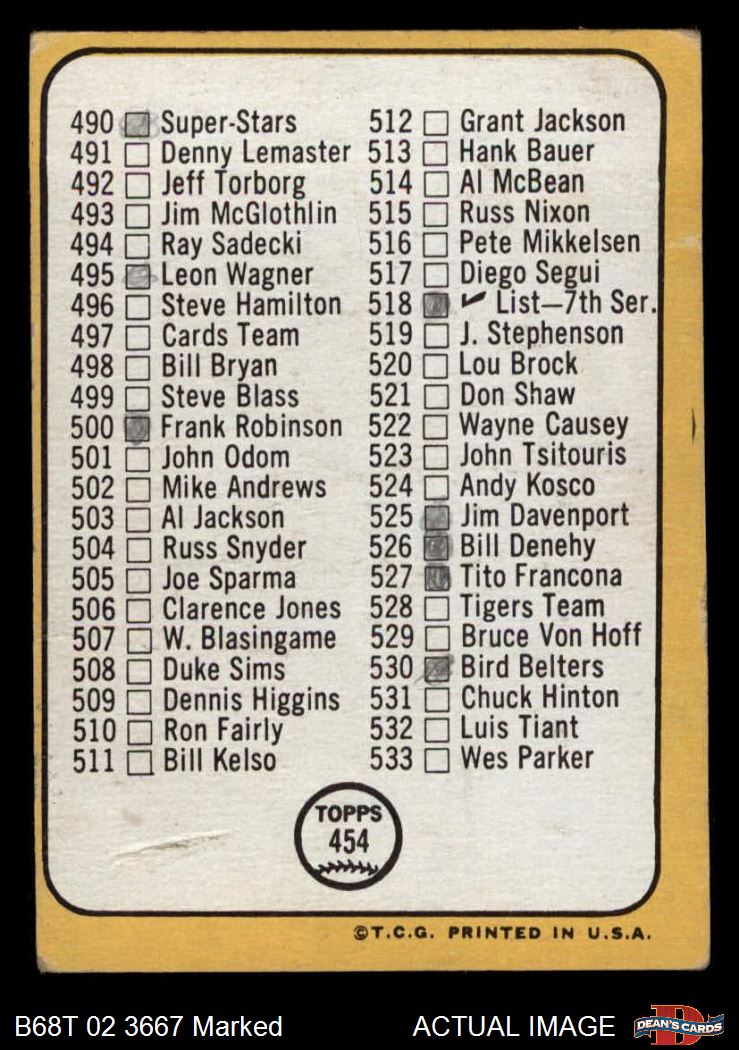 490 Super-Stars
491 Denny Lemaster
492 Jeff Torborg
493 Jim McGlothlin
494 Ray Sadecki
495 Leon Wagner
496 Steve Hamilton
497 Cards Team
498 Bill Bryan
499 Steve Blass
500 Frank Robinson
501 John Odom
502 Mike Andrews
503 Al Jackson
504 Russ Snyder
505 Joe Sparma
506 Clarence Jones
507 W. Blasingame
508 Duke Sims
509 Dennis Higgins
510 Ron Fairly
511 Bill Kelso
512 Grant Jackson
513 Hank Bauer
514 Al McBean
515 Russ Nixon
516 Pete Mikkelsen
517 Diego Segui
518 ✓ List—7th Ser.
519 J. Stephenson
520 Lou Brock
521 Don Shaw
522 Wayne Causey
523 John Tsitouris
524 Andy Kosco
525 Jim Davenport
526 Bill Denehy
527 Tito Francona
528 Tigers Team
529 Bruce Von Hoff
530 Bird Belters
531 Chuck Hinton
532 Luis Tiant
533 Wes Parker
TOPPS
454
©T.C.G. PRINTED IN U.S.A.
B68T 02 3667 Marked ACTUAL IMAGE
DEAN'S CARDS